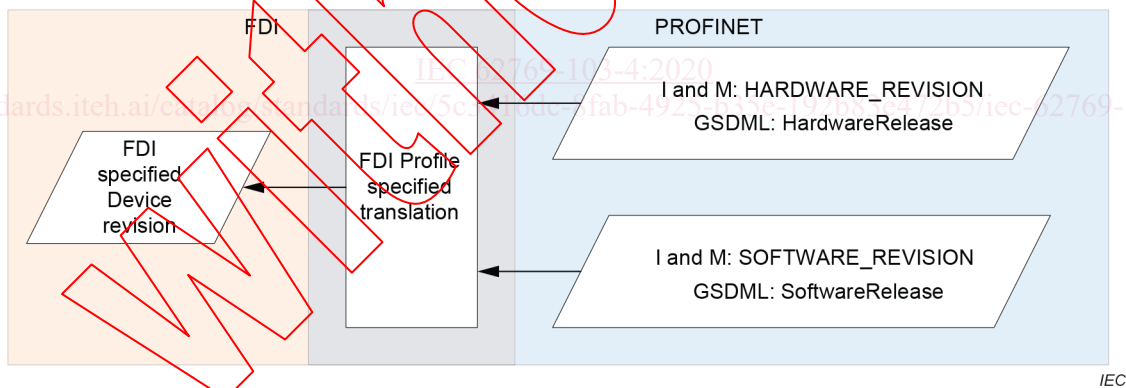 FDI
PROFINET
IEC 62769-103-4:2020
I and M: HARDWARE_REVISION
GSDML: HardwareRelease
FDI
specified
Device
revision
FDI Profile
specified
translation
I and M: SOFTWARE_REVISION
GSDML: SoftwareRelease
IEC